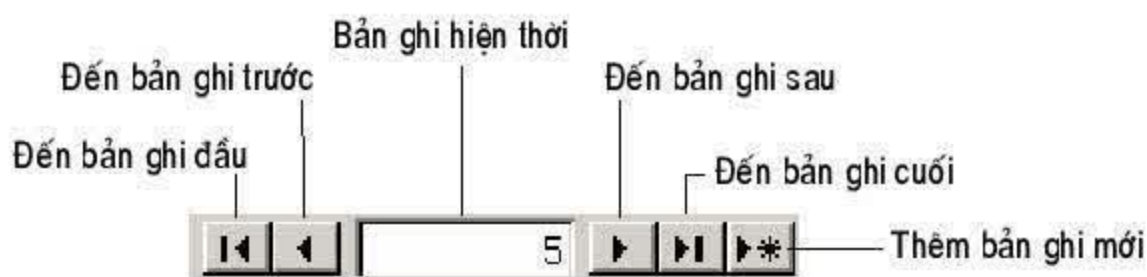 Bản ghi hiện thời
Đến bản ghi trước
Đến bản ghi sau
Đến bản ghi đầu
Đến bản ghi cuối
5
Thêm bản ghi mới